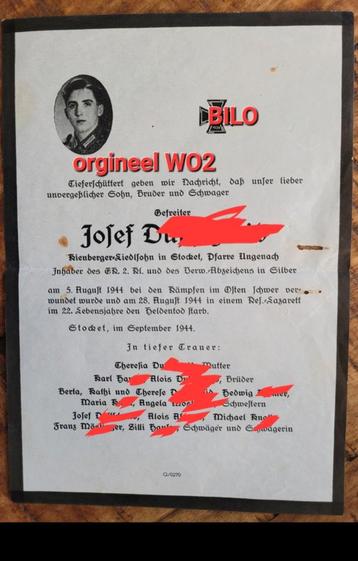 BILO
orgineel WO2
Tieferschüttert geben wir Nachricht, daß unser lieber
unvergeßlicher Sohn, Bruder und Schwager
Gefreiter
Josef
Kienberger-Liedlsohn in Stocket, Pfarre Ungenach
Inhaber des EK. 2. Kl. und des Verw.-Abzeichens in Silber
am 5. August 1944 bei den Kämpfen im Osten schwer ver-
wundet wurde und am 28. August 1944 in einem Res.-Lazarett
im 22. Lebensjahre den Heldentod starb.
Stocket, im September 1944.
In tiefer Trauer:
Theresia Mutter
Karl Alois Brüder
Berta, Kathi und Therese Hedwig
Maria Angela Schwestern
Josef Alois Michael
Franz Zilli Schwäger und Schwägerin